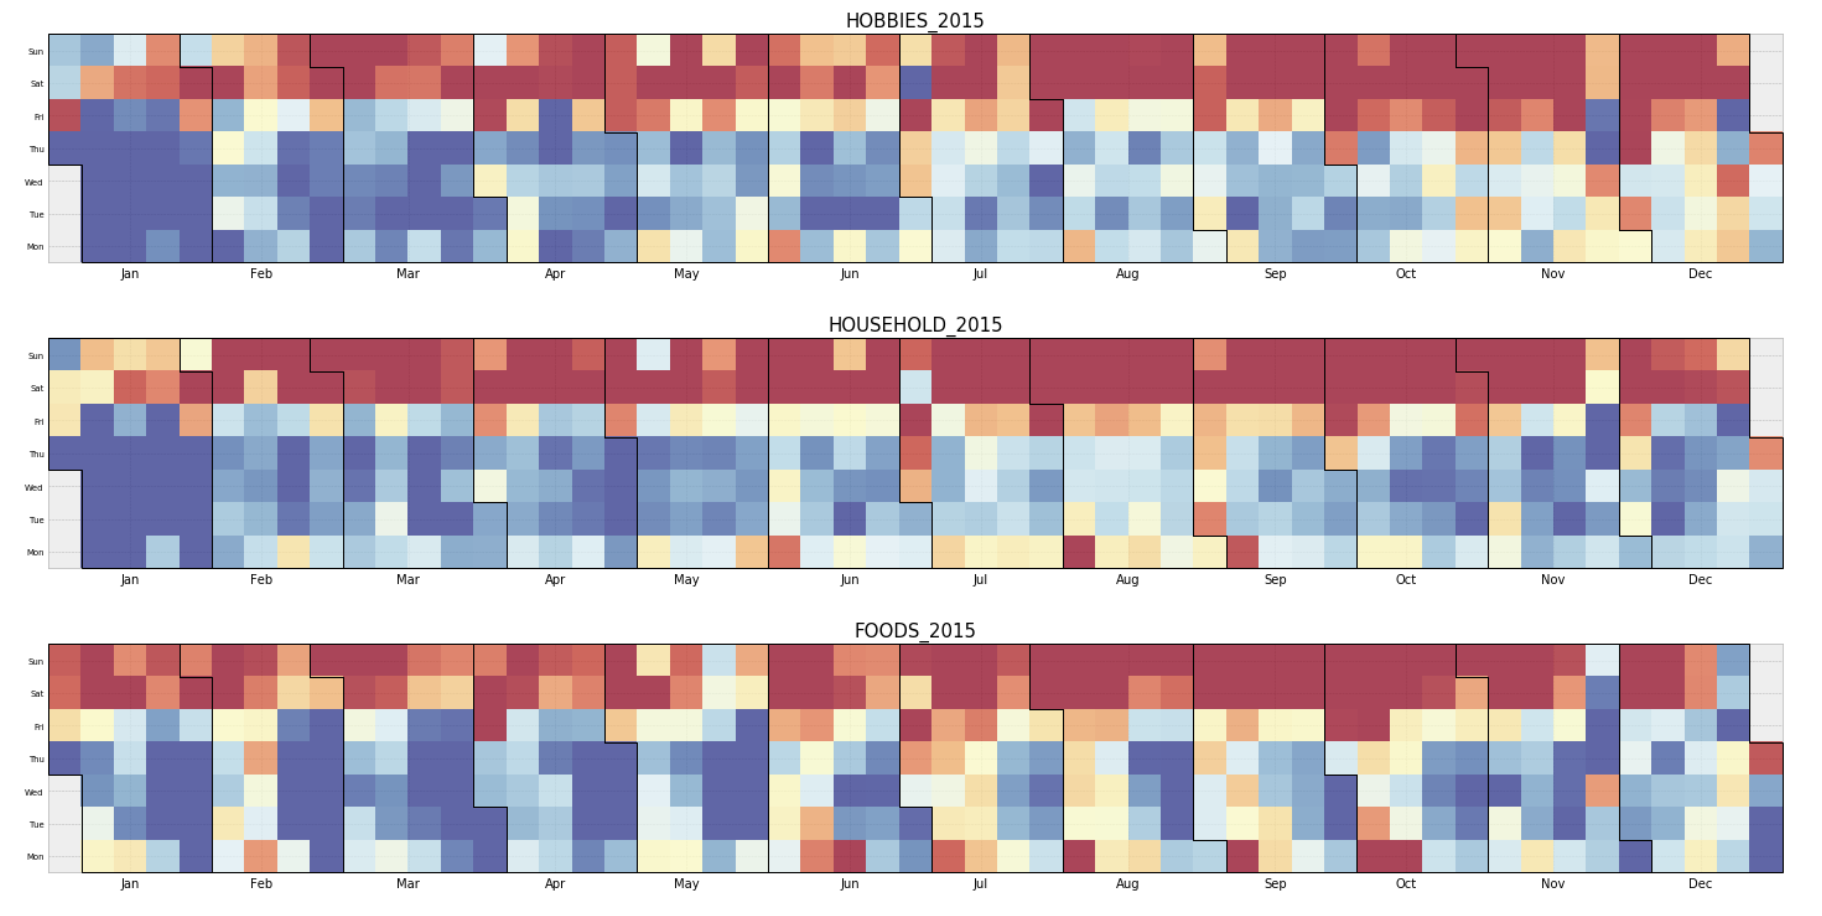 HOBBIES_2015
Sun
Sat
Fri
Thu
Wed
Tue
Mon
Jan Feb Mar Apr May Jun Jul Aug Sep Oct Nov Dec
HOUSEHOLD_2015
Sun
Sat
Fri
Thu
Wed
Tue
Mon
Jan Feb Mar Apr May Jun Jul Aug Sep Oct Nov Dec
FOODS_2015
Sun
Sat
Fri
Thu
Wed
Tue
Mon
Jan Feb Mar Apr May Jun Jul Aug Sep Oct Nov Dec